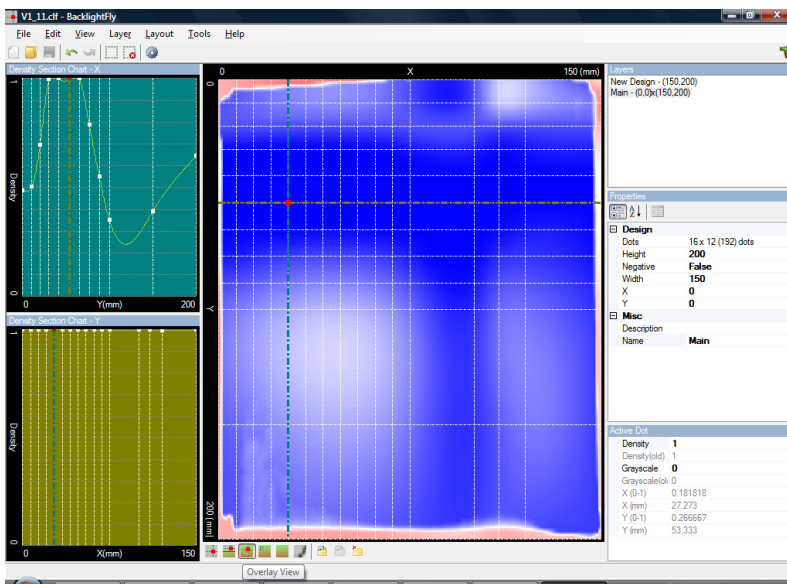 V1_11.clf - BacklightFly
File Edit View Layer Layout Tools Help
Density Section Chart - X
1
Density
0
0 Y(mm) 200
Density Section Chart - Y
1
Density
0
0 X(mm) 150
0 X 150 (mm)
0
Y
200 (mm)
Overlay View
Layers
New Design - (150,200)
Main - (0,0)x(150,200)
Properties
Design
Dots 16 x 12 (192) dots
Height 200
Negative False
Width 150
X 0
Y 0
Misc
Description
Name Main
Active Dot
Density 1
Density(old) 1
Grayscale 0
Grayscale(ol 0
X (0-1) 0.181818
X (mm) 27.273
Y (0-1) 0.266667
Y (mm) 53.333